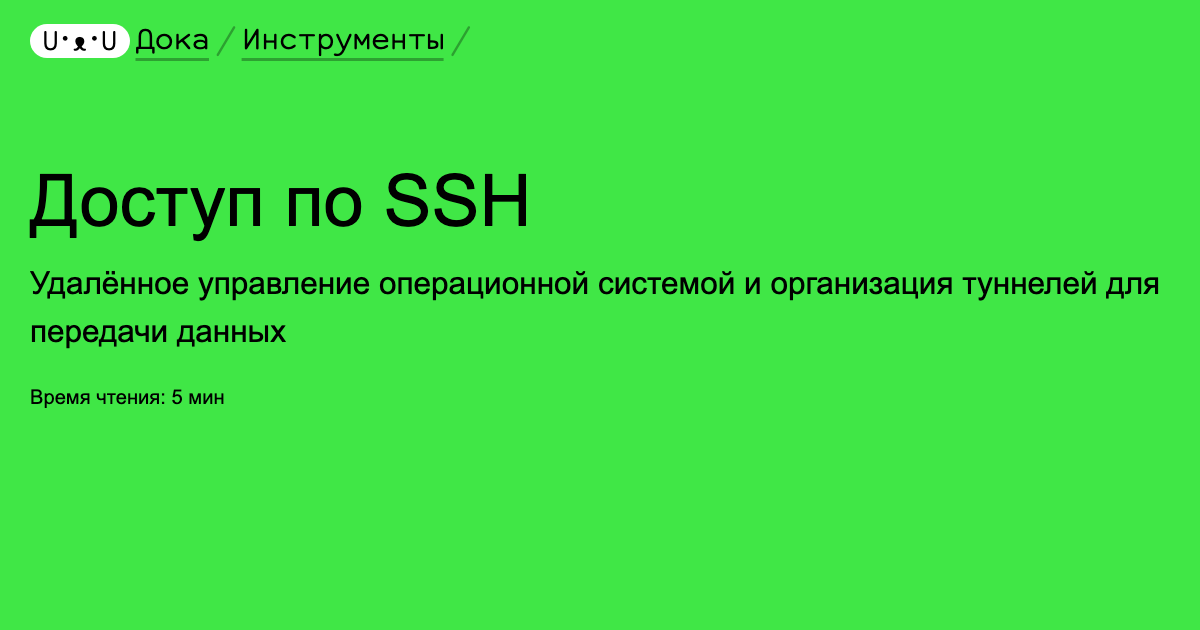 U·ᴥ·U Дока / Инструменты /
Доступ по SSH
Удалённое управление операционной системой и организация туннелей для
передачи данных
Время чтения: 5 мин